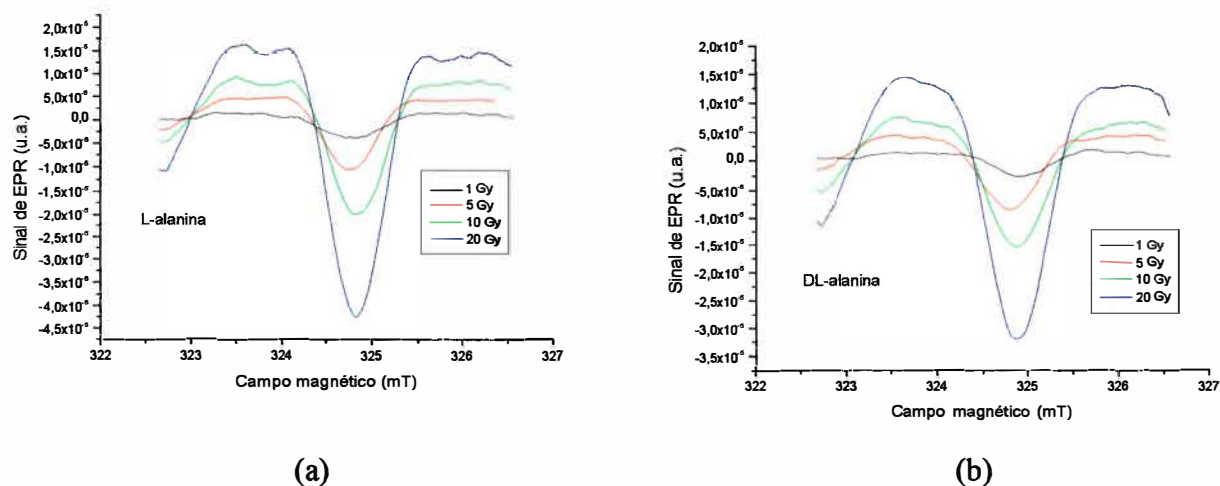 2,0x10⁻⁵
1,5x10⁻⁵
1,0x10⁻⁵
5,0x10⁻⁶
0,0
-5,0x10⁻⁶
-1,0x10⁻⁵
-1,5x10⁻⁵
-2,0x10⁻⁵
-2,5x10⁻⁵
-3,0x10⁻⁵
-3,5x10⁻⁵
-4,0x10⁻⁵
-4,5x10⁻⁵
Sinal de EPR (u.a.)
L-alanina
1 Gy
5 Gy
10 Gy
20 Gy
322 323 324 325 326 327
Campo magnético (mT)
(a)
2,0x10⁻⁵
1,5x10⁻⁵
1,0x10⁻⁵
5,0x10⁻⁶
0,0
-5,0x10⁻⁶
-1,0x10⁻⁵
-1,5x10⁻⁵
-2,0x10⁻⁵
-2,5x10⁻⁵
-3,0x10⁻⁵
-3,5x10⁻⁵
Sinal de EPR (u.a.)
DL-alanina
1 Gy
5 Gy
10 Gy
20 Gy
322 323 324 325 326 327
Campo magnético (mT)
(b)